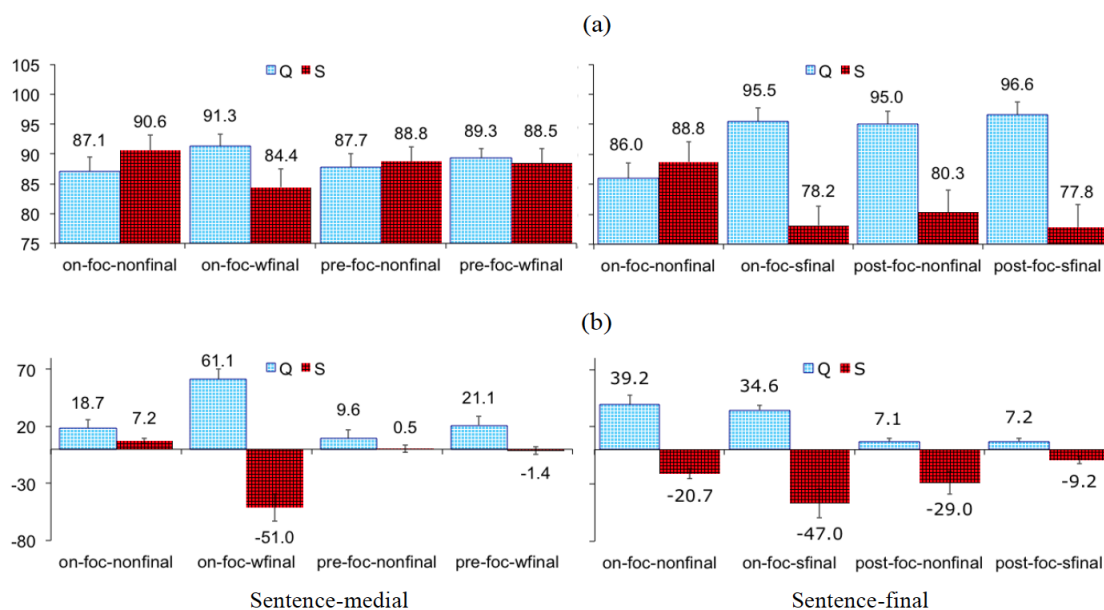 (a)
105
100
95
90
85
80
75
Q S
87.1 90.6 91.3 84.4 87.7 88.8 89.3 88.5
on-foc-nonfinal on-foc-wfinal pre-foc-nonfinal pre-foc-wfinal
Q S
86.0 88.8 95.5 78.2 95.0 80.3 96.6 77.8
on-foc-nonfinal on-foc-sfinal post-foc-nonfinal post-foc-sfinal
(b)
70
20
-30
-80
Q S
18.7 7.2 61.1 -51.0 9.6 0.5 21.1 -1.4
on-foc-nonfinal on-foc-wfinal pre-foc-nonfinal pre-foc-wfinal
Sentence-medial
Q S
39.2 -20.7 34.6 -47.0 7.1 -29.0 7.2 -9.2
on-foc-nonfinal on-foc-sfinal post-foc-nonfinal post-foc-sfinal
Sentence-final